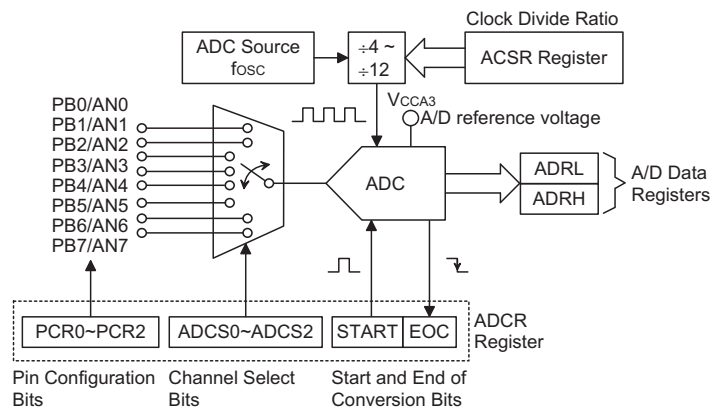 Clock Divide Ratio
ADC Source
fOSC
÷4 ~
÷12
ACSR Register
VCCA3
A/D reference voltage
PB0/AN0
PB1/AN1
PB2/AN2
PB3/AN3
PB4/AN4
PB5/AN5
PB6/AN6
PB7/AN7
ADC
ADRL
ADRH
A/D Data
Registers
PCR0~PCR2
ADCS0~ADCS2
START
EOC
ADCR
Register
Pin Configuration
Bits
Channel Select
Bits
Start and End of
Conversion Bits